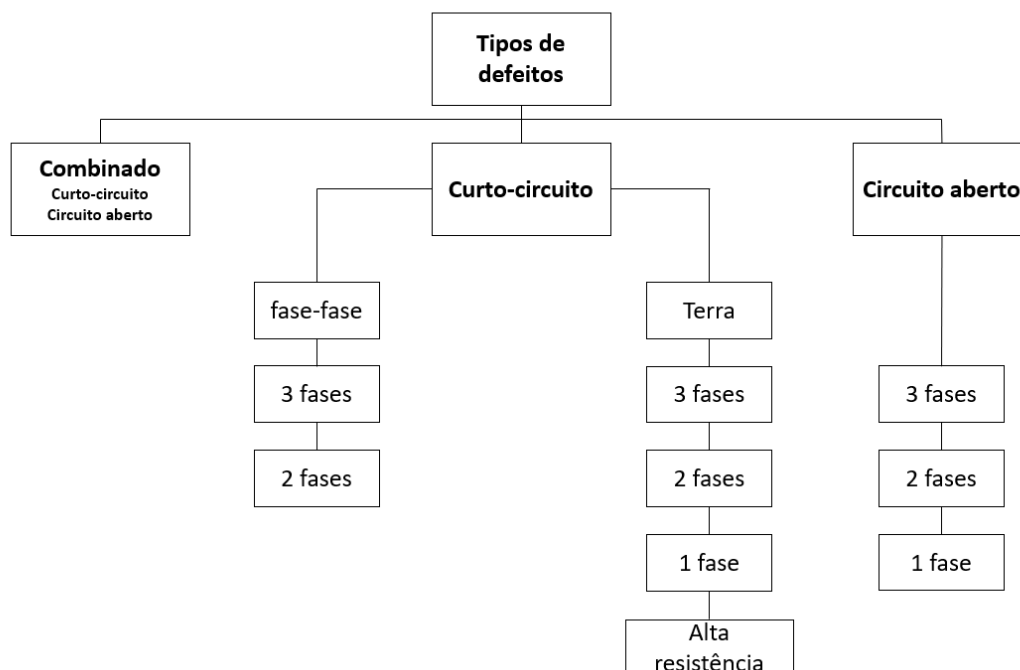 Tipos de
defeitos
Combinado
Curto-circuito
Circuito aberto
Curto-circuito
Circuito aberto
fase-fase
Terra
3 fases
3 fases
3 fases
2 fases
2 fases
2 fases
1 fase
1 fase
Alta
resistência